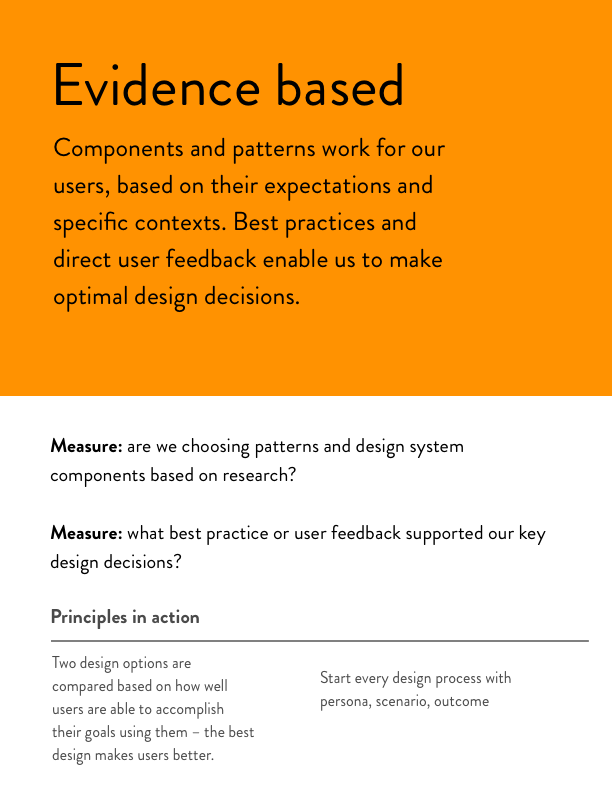 Evidence based
Components and patterns work for our
users, based on their expectations and
specific contexts. Best practices and
direct user feedback enable us to make
optimal design decisions.
Measure: are we choosing patterns and design system
components based on research?
Measure: what best practice or user feedback supported our key
design decisions?
Principles in action
Two design options are
compared based on how well
users are able to accomplish
their goals using them – the best
design makes users better.
Start every design process with
persona, scenario, outcome